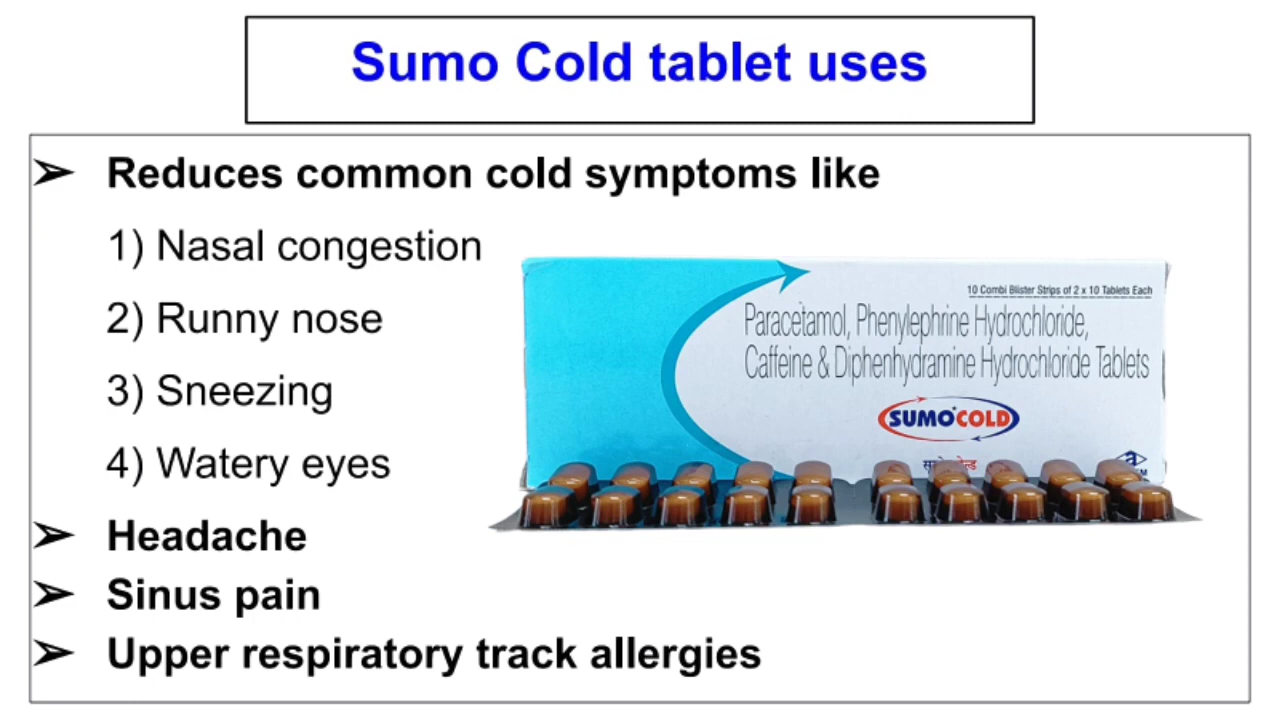 Sumo Cold tablet uses
➢ Reduces common cold symptoms like
1) Nasal congestion
2) Runny nose
3) Sneezing
4) Watery eyes
➢ Headache
➢ Sinus pain
➢ Upper respiratory track allergies
10 Combi Blister Strips of 2 x 10 Tablets Each
Paracetamol, Phenylephrine Hydrochloride,
Caffeine & Diphenhydramine Hydrochloride Tablets
SUMO COLD